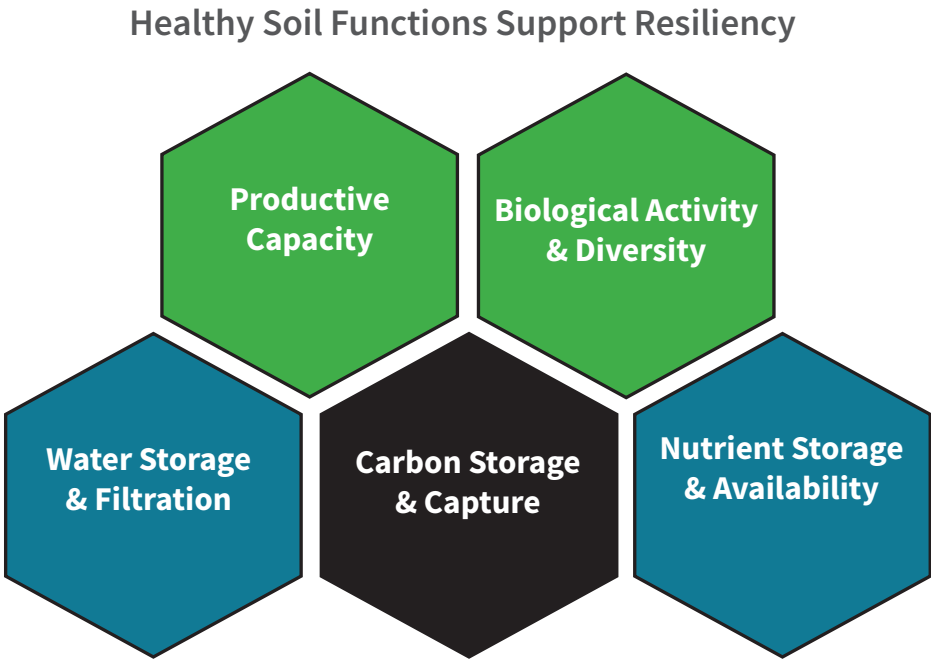 Healthy Soil Functions Support Resiliency
Productive
Capacity
Biological Activity
& Diversity
Water Storage
& Filtration
Carbon Storage
& Capture
Nutrient Storage
& Availability